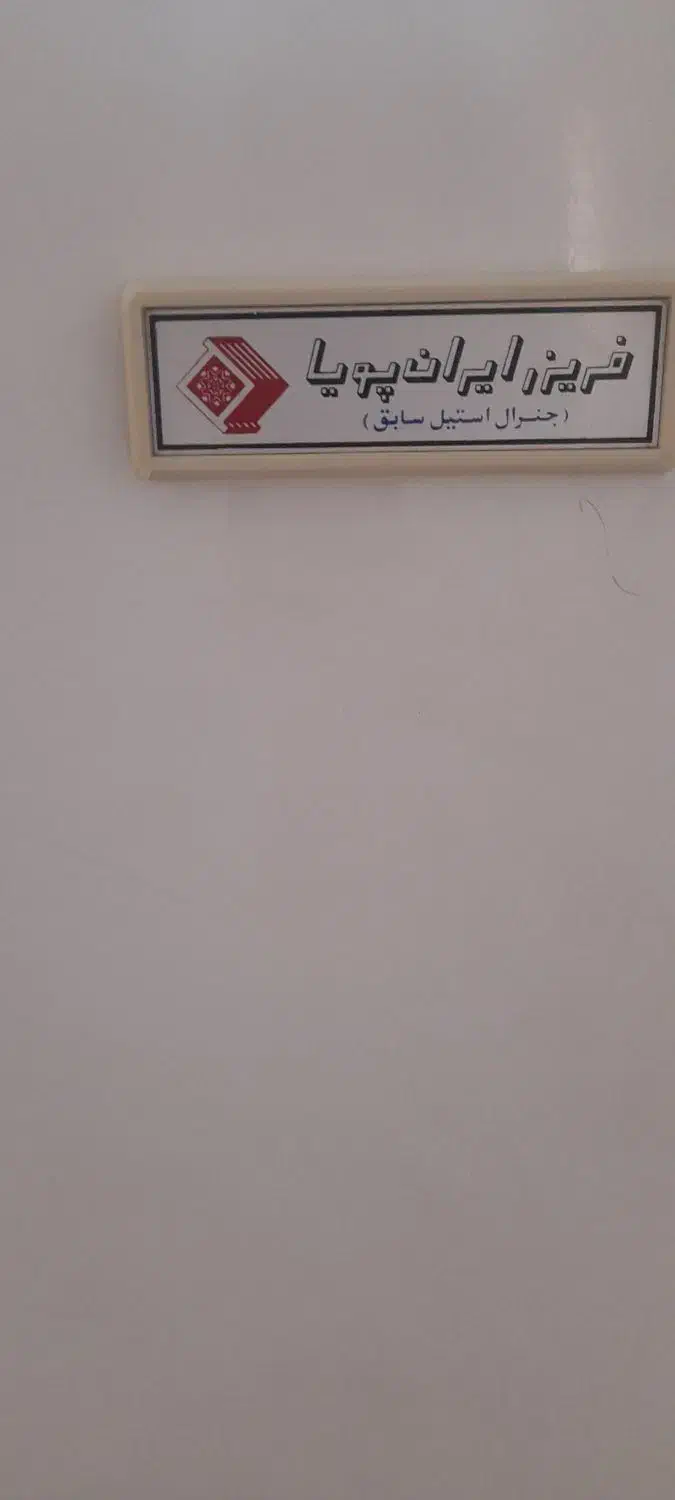 فریزر ایران پویا
(جنرال استیل سابق)